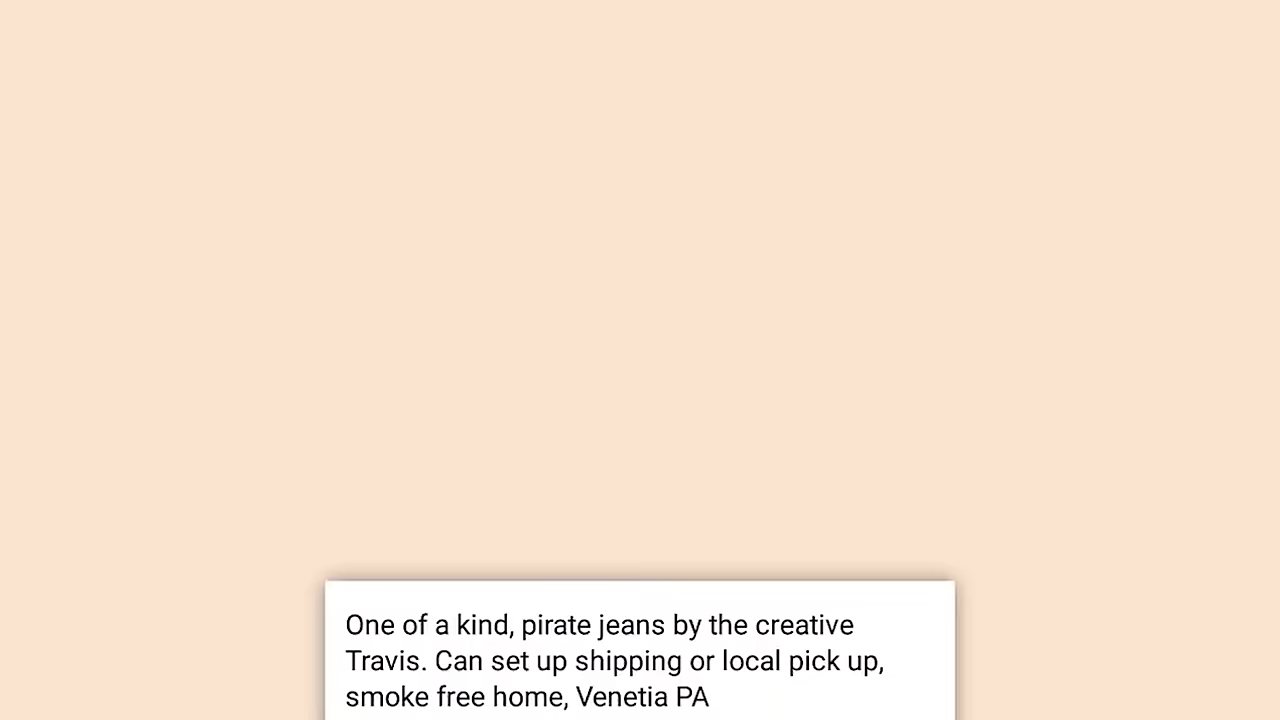 One of a kind, pirate jeans by the creative
Travis. Can set up shipping or local pick up,
smoke free home, Venetia PA